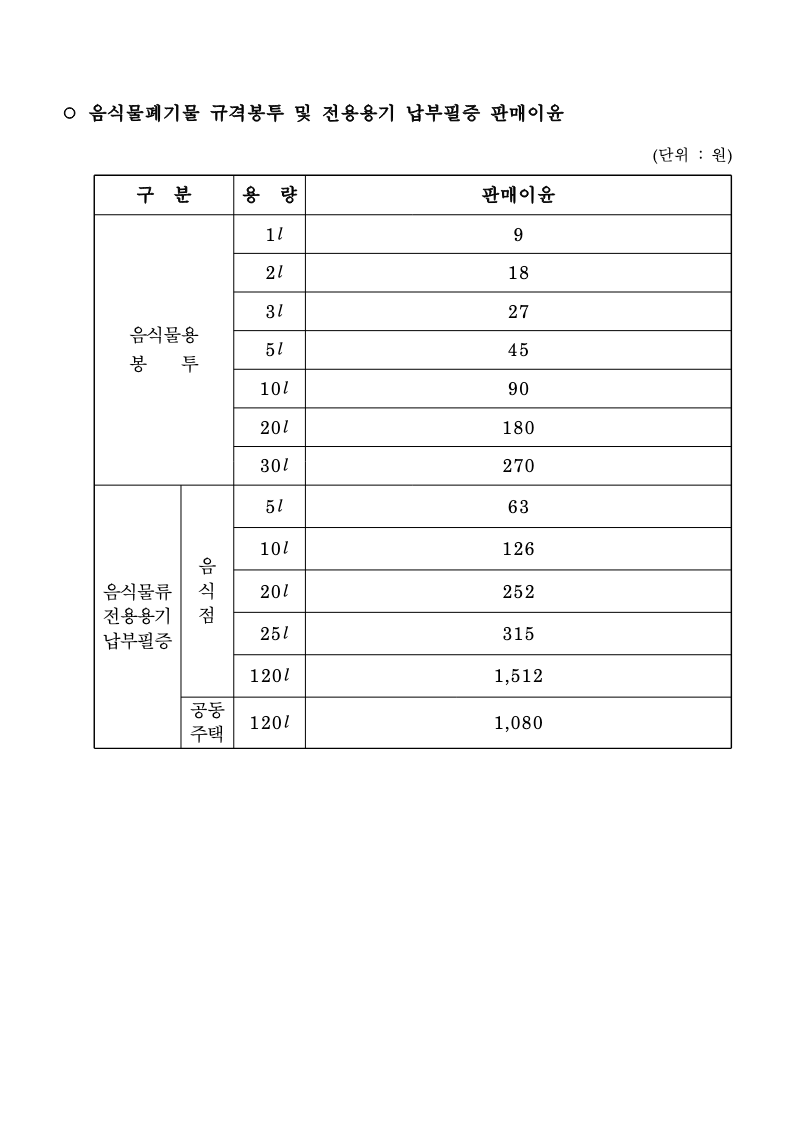 ○ 음식물폐기물 규격봉투 및 전용용기 납부필증 판매이윤
(단위 : 원)
구 분 용 량 판매이윤
음식물용
봉 투
1l 9
2l 18
3l 27
5l 45
10l 90
20l 180
30l 270
음식물류
전용용기
납부필증
음
식
점
5l 63
10l 126
20l 252
25l 315
120l 1,512
공동
주택
120l 1,080